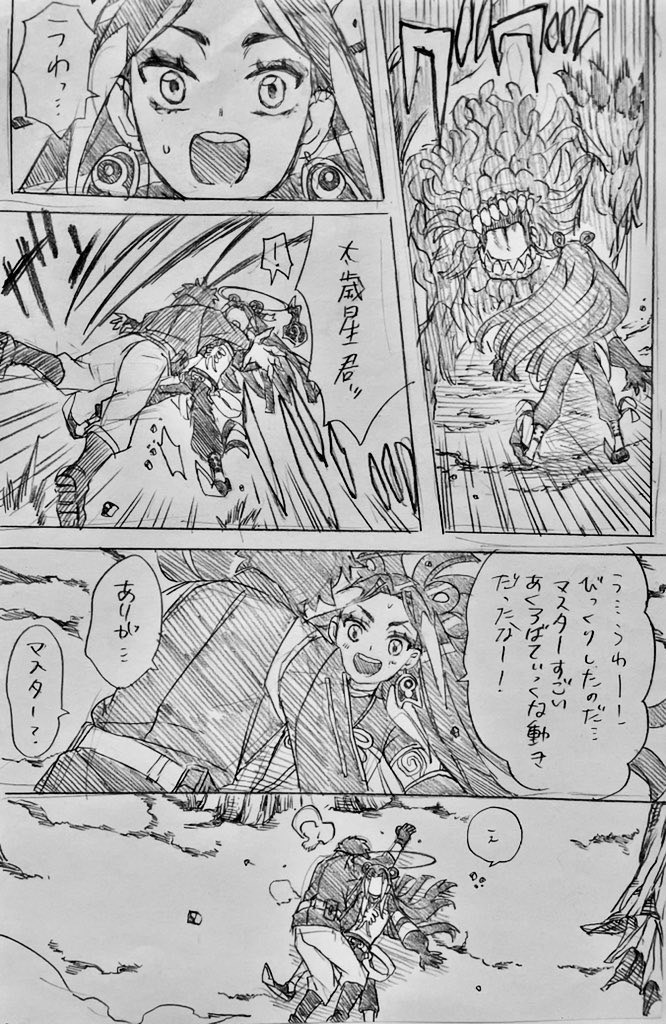 うわっ…
太歳星君!!
!
う…うわー!
びっくりしたのだ…
マスターすごい
あくろばてぃっくな動き
だったなー!
ありが…
マスター?
え